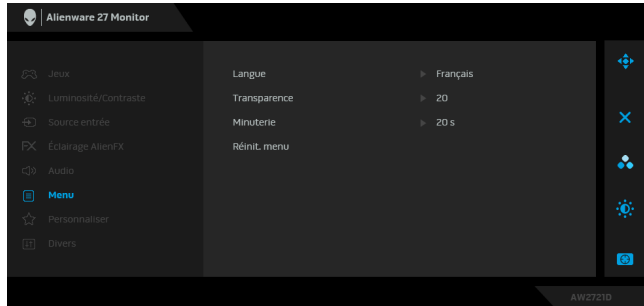 Alienware 27 Monitor
Jeux
Luminosité/Contraste
Source entrée
FX Éclairage AlienFX
Audio
Menu
Personnaliser
Divers
Langue Français
Transparence 20
Minuterie 20 s
Réinit. menu
AW2721D